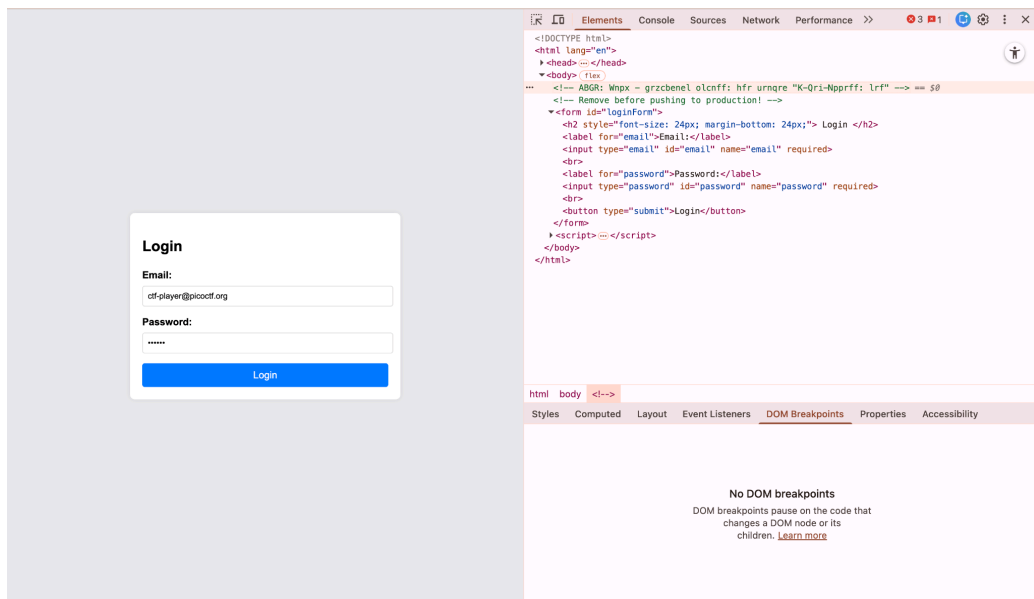 Login
Email:
ctf-player@picoctf.org
Password:
••••••
Login
Elements Console Sources Network Performance 3 1
<!DOCTYPE html>
<html lang="en">
<head> … </head>
<body> flex
… <!-- ABGR: Wnpx - grzcbenel olcnff: hfr urnqre "K-Qri-Npprff: lrf" --> == $0
<!-- Remove before pushing to production! -->
<form id="loginForm">
<h2 style="font-size: 24px; margin-bottom: 24px;"> Login </h2>
<label for="email">Email:</label>
<input type="email" id="email" name="email" required>
<br>
<label for="password">Password:</label>
<input type="password" id="password" name="password" required>
<br>
<button type="submit">Login</button>
</form>
<script> … </script>
</body>
</html>
html body <!-->
Styles Computed Layout Event Listeners DOM Breakpoints Properties Accessibility
No DOM breakpoints
DOM breakpoints pause on the code that
changes a DOM node or its
children. Learn more